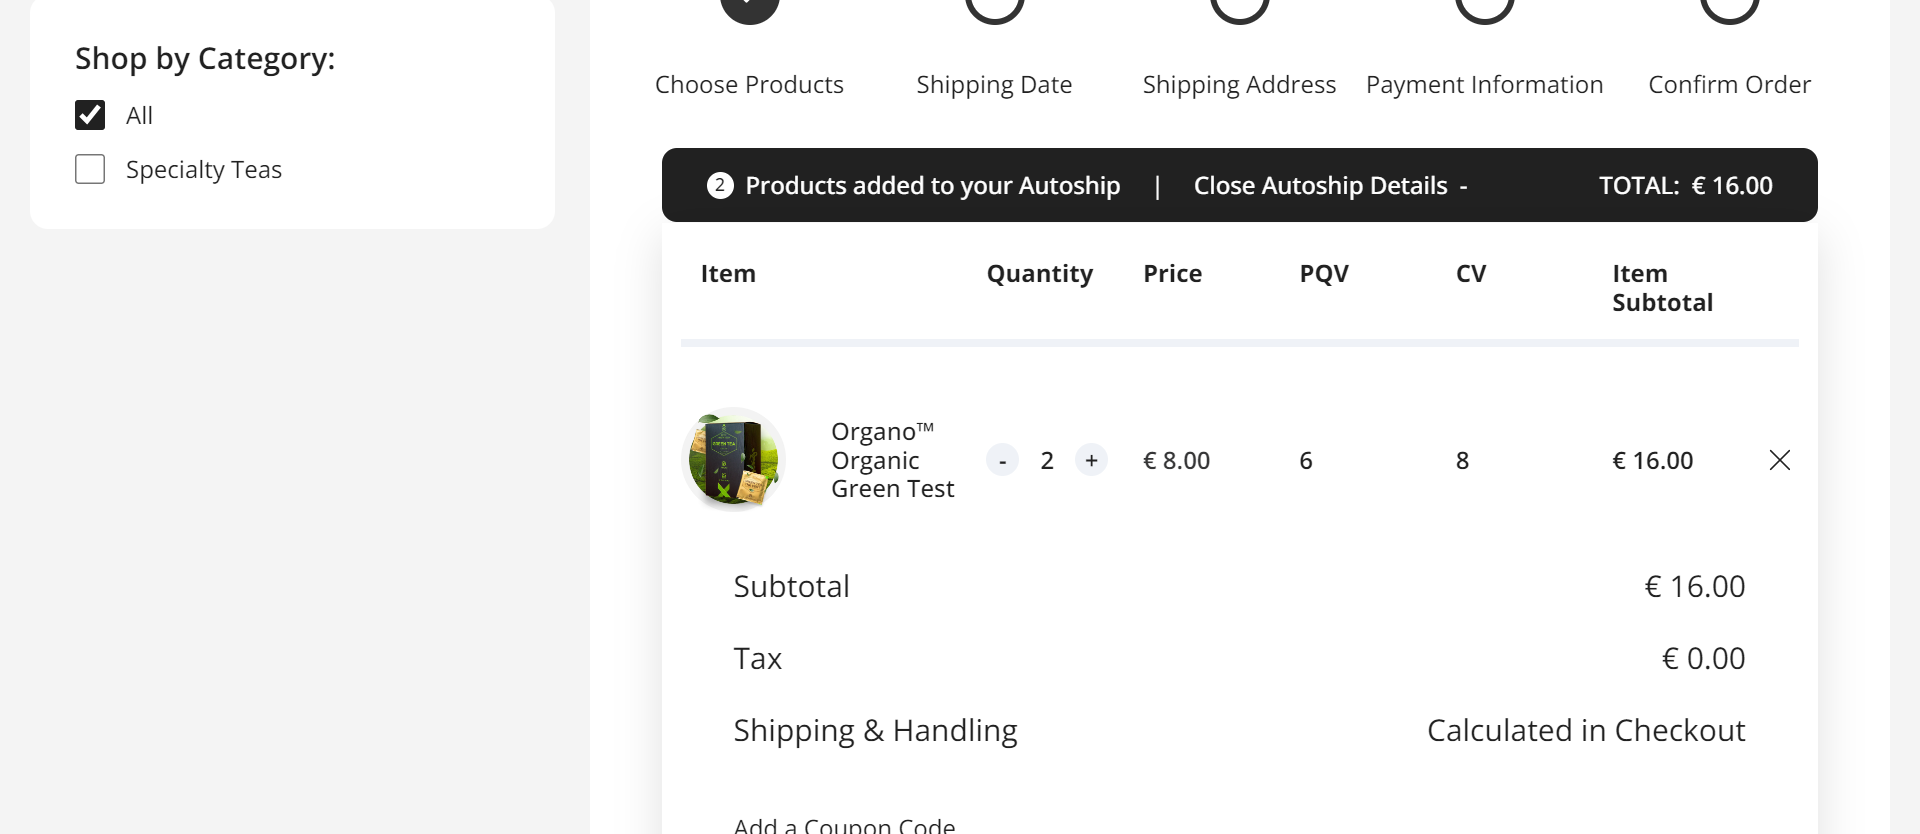 Shop by Category:
All
Specialty Teas
Choose Products
Shipping Date
Shipping Address
Payment Information
Confirm Order
2 Products added to your Autoship | Close Autoship Details - TOTAL: € 16.00
Item Quantity Price PQV CV Item
Subtotal
GREEN TEA
Organo™
Organic
Green Test
- 2 + € 8.00 6 8 € 16.00
Subtotal € 16.00
Tax € 0.00
Shipping & Handling Calculated in Checkout
Add a Coupon Code